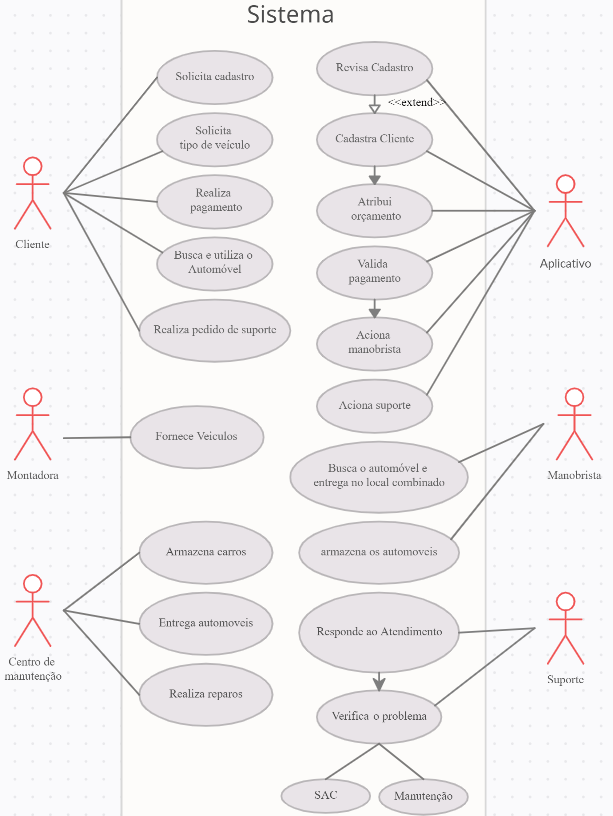 Sistema
Solicita cadastro
Solicita
tipo de veículo
Realiza
pagamento
Busca e utiliza o
Automóvel
Realiza pedido de suporte
Cliente
Revisa Cadastro
<<extend>>
Cadastra Cliente
Atribui
orçamento
Valida
pagamento
Aciona
manobrista
Aciona suporte
Aplicativo
Montadora
Fornece Veiculos
Busca o automóvel e
entrega no local combinado
armazena os automoveis
Manobrista
Armazena carros
Entrega automoveis
Realiza reparos
Centro de
manutenção
Responde ao Atendimento
Verifica o problema
SAC
Manutenção
Suporte